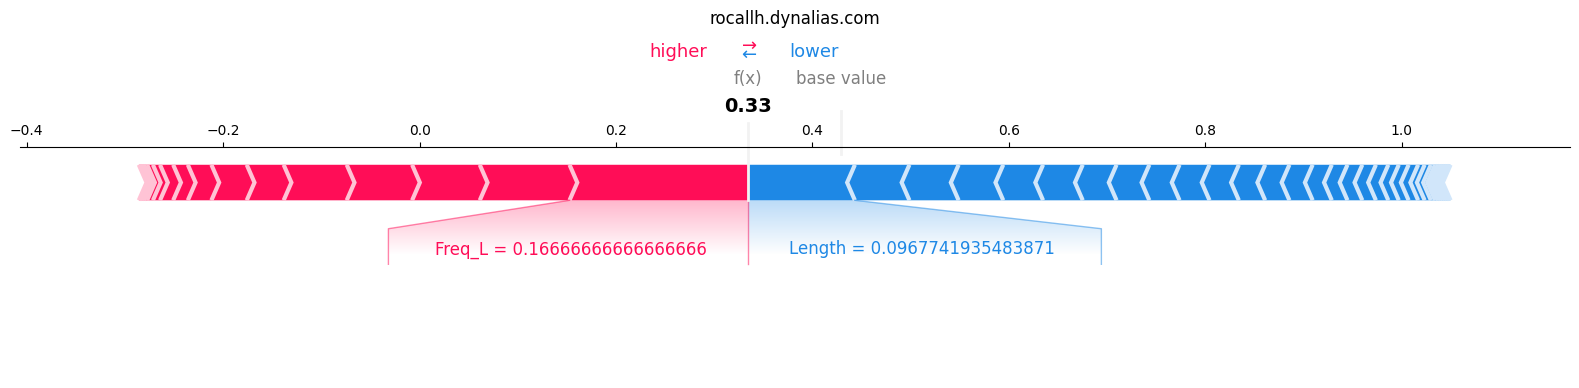 rocallh.dynalias.com
higher ⇄ lower
f(x) base value
0.33
−0.4 −0.2 0.0 0.2 0.4 0.6 0.8 1.0
Freq_L = 0.16666666666666666 Length = 0.0967741935483871